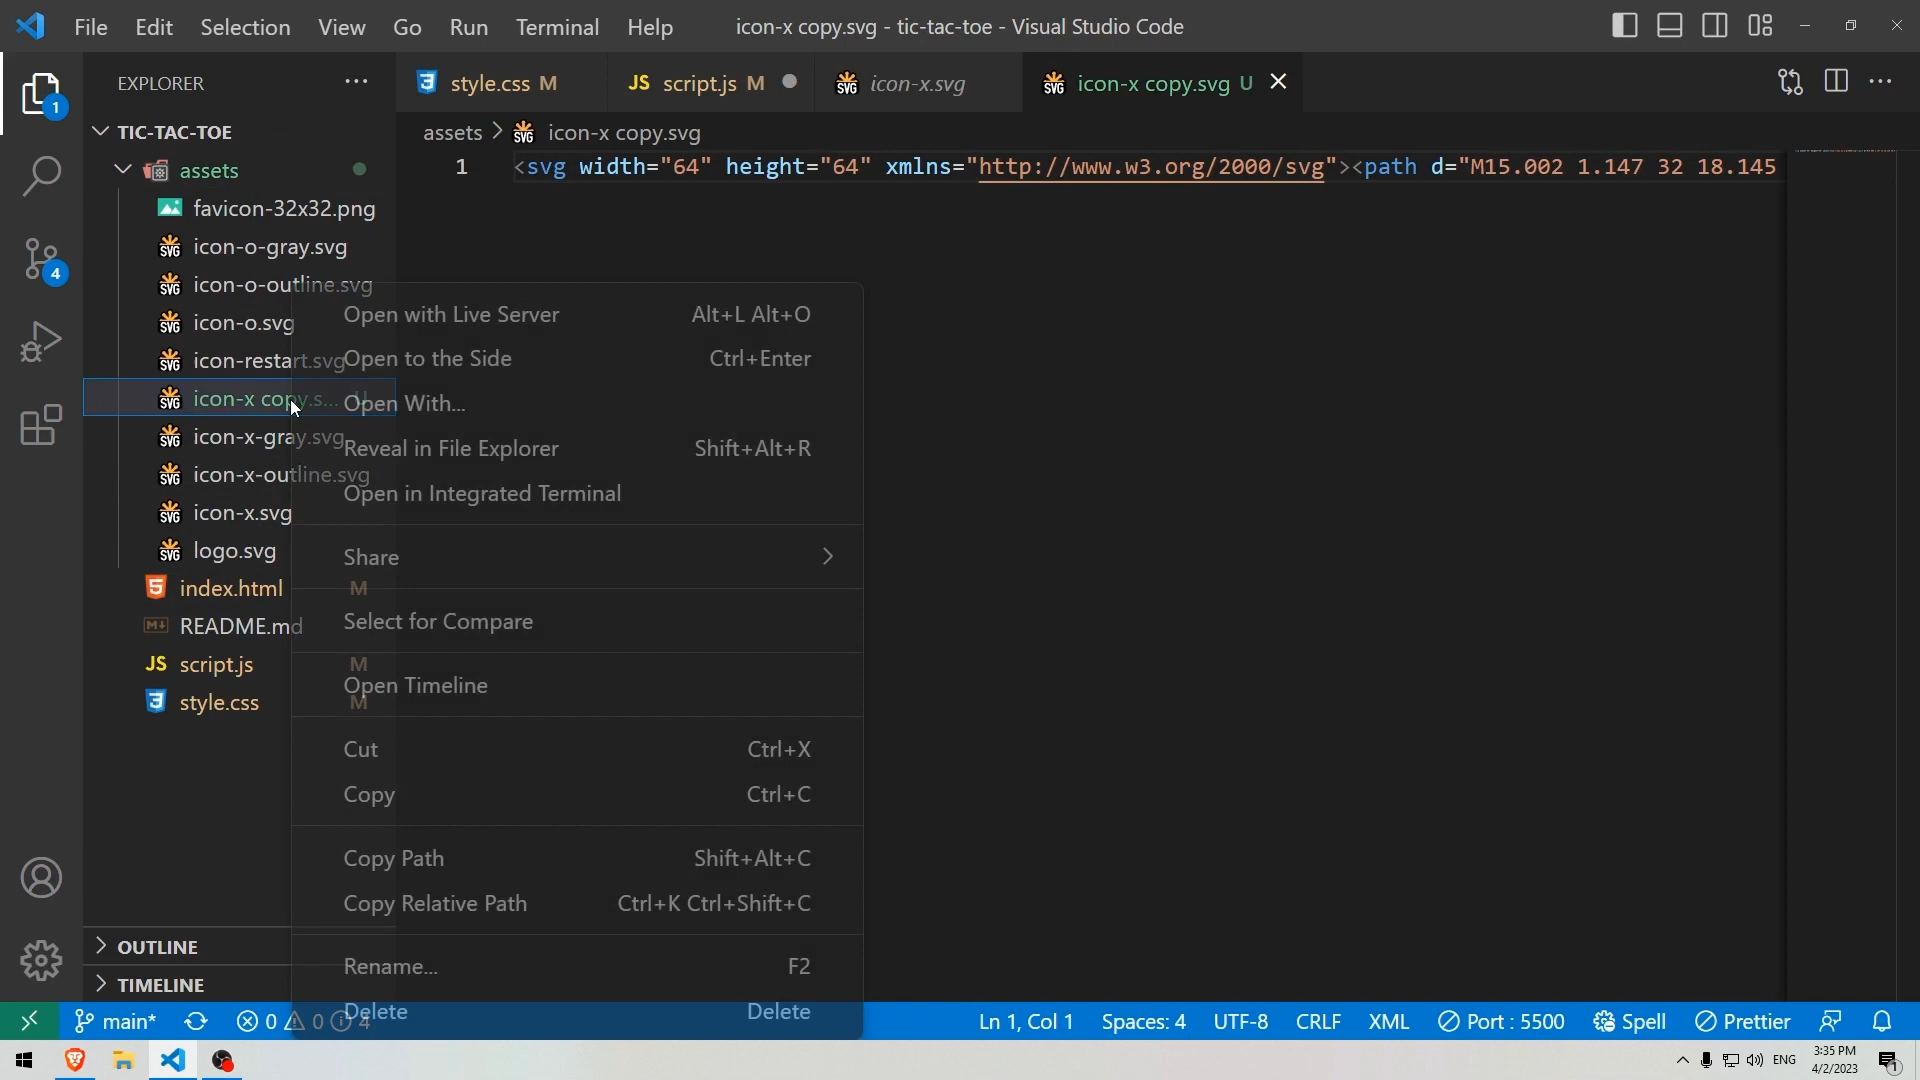 File Edit Selection View Go Run Terminal Help icon-x copy.svg - tic-tac-toe - Visual Studio Code
EXPLORER
style.css M
JS script.js M
icon-x.svg
icon-x copy.svg U
TIC-TAC-TOE
assets > icon-x copy.svg
1 <svg width="64" height="64" xmlns="http://www.w3.org/2000/svg"><path d="M15.002 1.147 32 18.145
assets
favicon-32x32.png
icon-o-gray.svg
icon-o-outline.svg
icon-o.svg
icon-restart.svg
icon-x copy.s... U
icon-x-gray.svg
icon-x-outline.svg
icon-x.svg
logo.svg
index.html M
README.md
JS script.js M
style.css M
Open with Live Server Alt+L Alt+O
Open to the Side Ctrl+Enter
Open With...
Reveal in File Explorer Shift+Alt+R
Open in Integrated Terminal
Share
Select for Compare
Open Timeline
Cut Ctrl+X
Copy Ctrl+C
Copy Path Shift+Alt+C
Copy Relative Path Ctrl+K Ctrl+Shift+C
Rename... F2
Delete Delete
1
4
OUTLINE
TIMELINE
main* 0 0 4 Ln 1, Col 1 Spaces: 4 UTF-8 CRLF XML Port : 5500 Spell Prettier
ENG 3:35 PM
4/2/2023
1